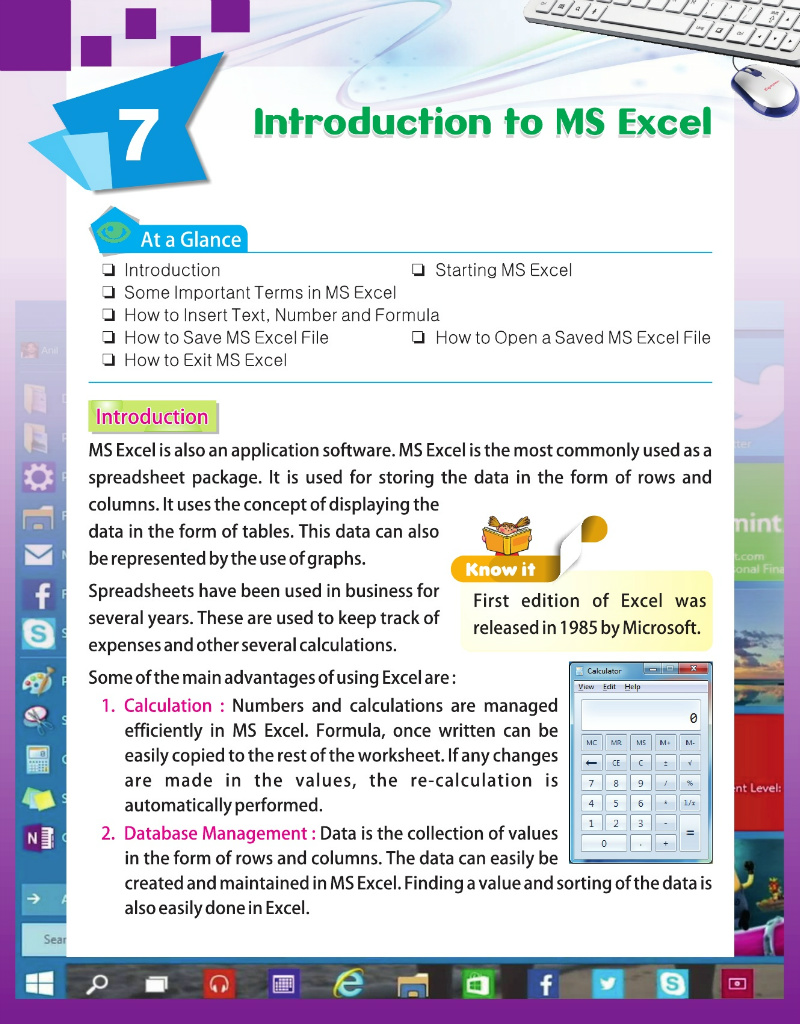 7
Introduction to MS Excel
At a Glance
❑ Introduction ❑ Starting MS Excel
❑ Some Important Terms in MS Excel
❑ How to Insert Text, Number and Formula
❑ How to Save MS Excel File ❑ How to Open a Saved MS Excel File
❑ How to Exit MS Excel
Introduction
MS Excel is also an application software. MS Excel is the most commonly used as a
spreadsheet package. It is used for storing the data in the form of rows and
columns. It uses the concept of displaying the
data in the form of tables. This data can also
be represented by the use of graphs.
Know it
First edition of Excel was
released in 1985 by Microsoft.
Spreadsheets have been used in business for
several years. These are used to keep track of
expenses and other several calculations.
Some of the main advantages of using Excel are :
1. Calculation : Numbers and calculations are managed
efficiently in MS Excel. Formula, once written can be
easily copied to the rest of the worksheet. If any changes
are made in the values, the re-calculation is
automatically performed.
2. Database Management : Data is the collection of values
in the form of rows and columns. The data can easily be
created and maintained in MS Excel. Finding a value and sorting of the data is
also easily done in Excel.
Calculator
View Edit Help
0
MC MR MS M+ M-
← CE C ± √
7 8 9 / %
4 5 6 * 1/x
1 2 3 - =
0 . +
Ani
tter
mint
t.com
onal Fina
nt Level:
Sear